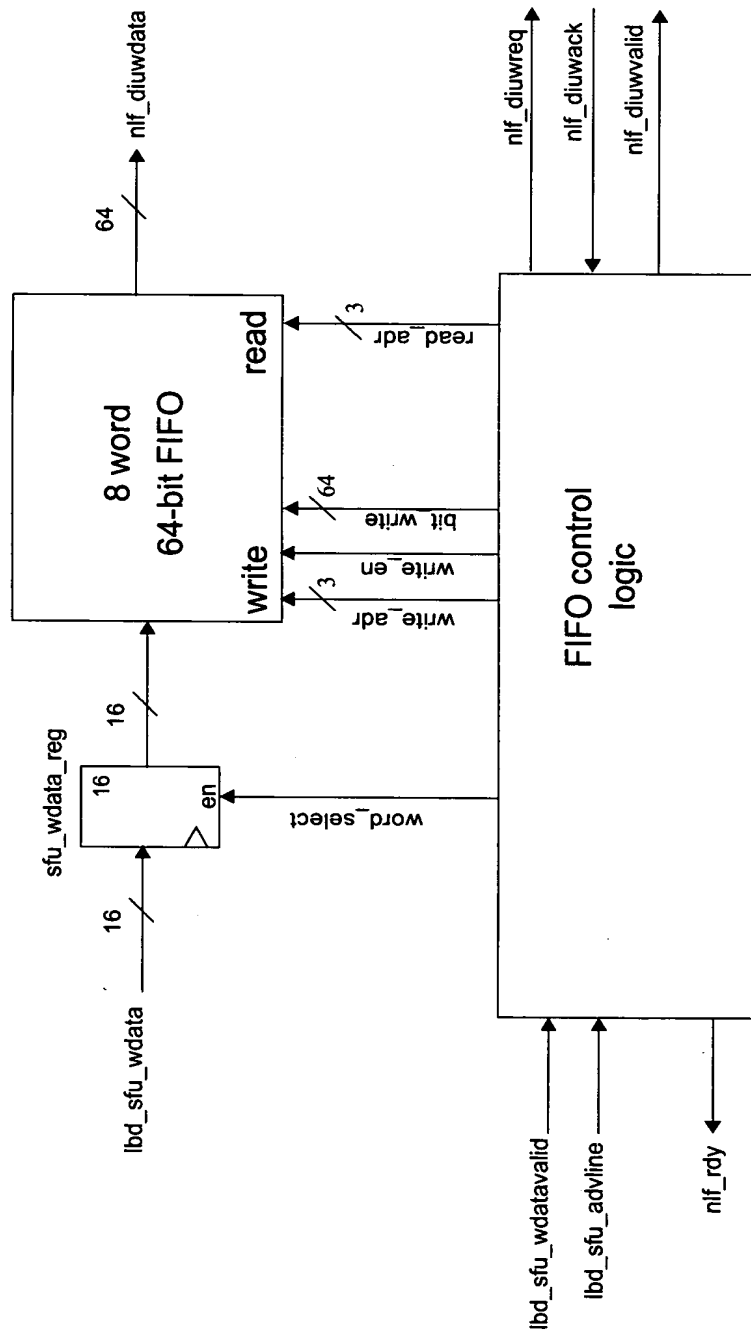 nlf_diuwdata
64
8 word
64-bit FIFO
write
read
16
sfu_wdata_reg
16
en
16
lbd_sfu_wdata
3
read_adr
64
bit_write
write_en
3
write_adr
word_select
FIFO control
logic
nlf_diuwreq
nlf_diuwack
nlf_diuwvalid
lbd_sfu_wdatavalid
lbd_sfu_advline
nlf_rdy